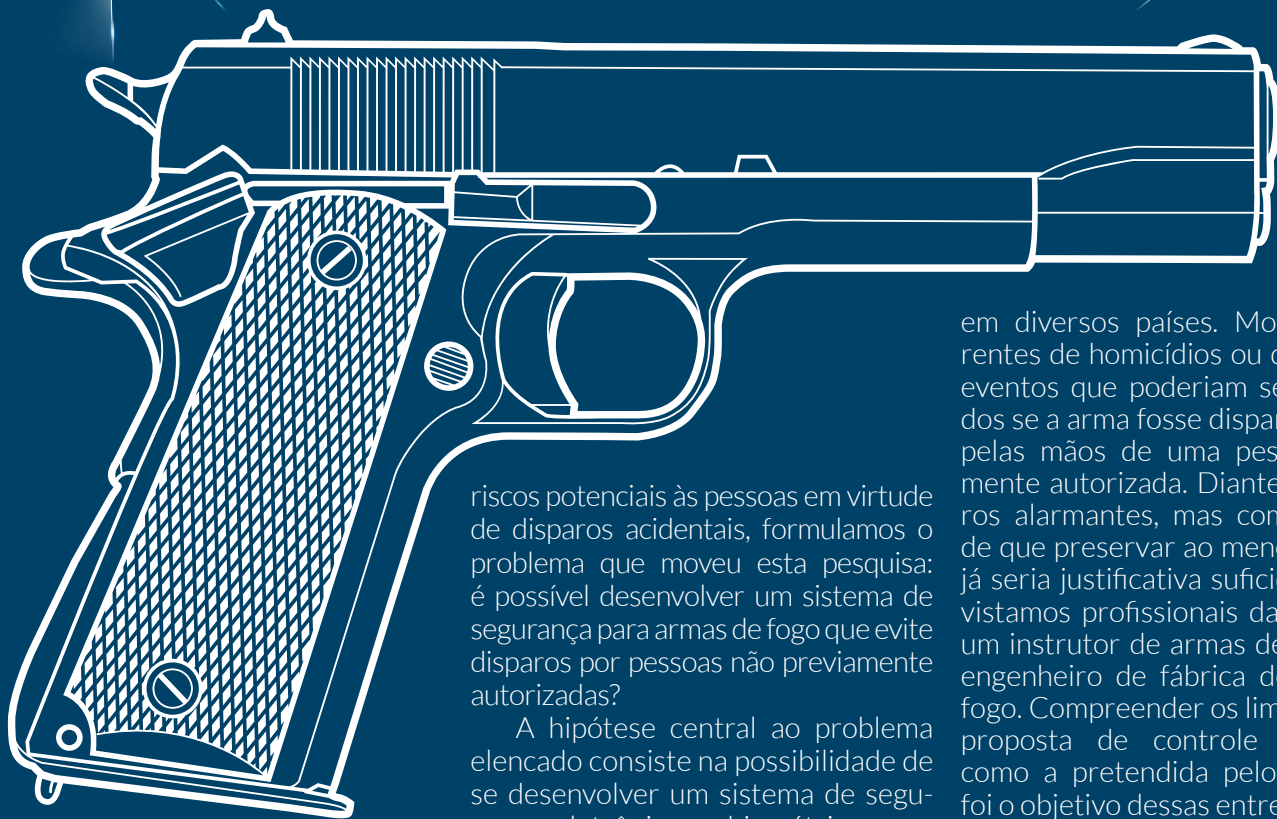 riscos potenciais às pessoas em virtude
de disparos acidentais, formulamos o
problema que moveu esta pesquisa:
é possível desenvolver um sistema de
segurança para armas de fogo que evite
disparos por pessoas não previamente
autorizadas?
A hipótese central ao problema
elencado consiste na possibilidade de
se desenvolver um sistema de segu-
em diversos países. Mo
rentes de homicídios ou
eventos que poderiam se
dos se a arma fosse dispar
pelas mãos de uma pes
mente autorizada. Diante
ros alarmantes, mas com
de que preservar ao men
já seria justificativa sufici
vistamos profissionais da
um instrutor de armas de
engenheiro de fábrica d
fogo. Compreender os lim
proposta de controle
como a pretendida pelo
foi o objetivo dessas entre